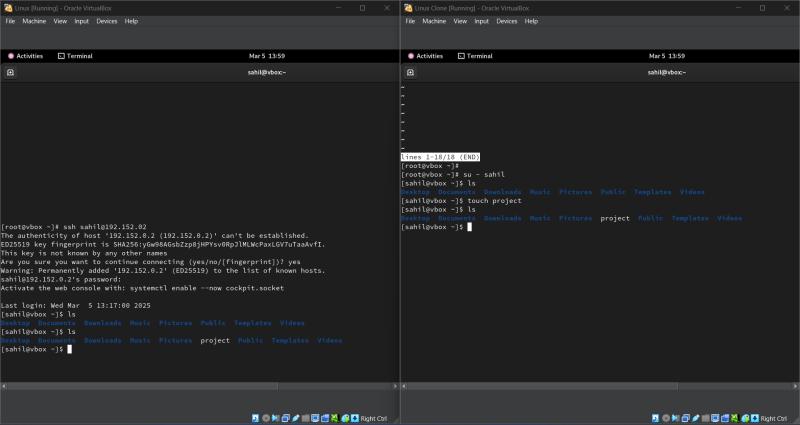 Linux [Running] - Oracle VirtualBox
File Machine View Input Devices Help
Activities Terminal Mar 5 13:59
sahil@vbox:~
[root@vbox ~]# ssh sahil@192.152.02
The authenticity of host '192.152.0.2 (192.152.0.2)' can't be established.
ED25519 key fingerprint is SHA256:yGw98AGsbZzp8jHPYsv0RpJlMLWcPaxLGV7uTaaAvfI.
This key is not known by any other names
Are you sure you want to continue connecting (yes/no/[fingerprint])? yes
Warning: Permanently added '192.152.0.2' (ED25519) to the list of known hosts.
sahil@192.152.0.2's password:
Activate the web console with: systemctl enable --now cockpit.socket
Last login: Wed Mar  5 13:17:00 2025
[sahil@vbox ~]$ ls
Desktop Documents Downloads Music Pictures Public Templates Videos
[sahil@vbox ~]$ ls
Desktop Documents Downloads Music Pictures project Public Templates Videos
[sahil@vbox ~]$
Right Ctrl
Linux Clone [Running] - Oracle VirtualBox
File Machine View Input Devices Help
Activities Terminal Mar 5 13:59
sahil@vbox:~
~
~
~
~
~
~
~
~
lines 1-18/18 (END)
[root@vbox ~]#
[root@vbox ~]# su - sahil
[sahil@vbox ~]$ ls
Desktop Documents Downloads Music Pictures Public Templates Videos
[sahil@vbox ~]$ touch project
[sahil@vbox ~]$ ls
Desktop Documents Downloads Music Pictures project Public Templates Videos
[sahil@vbox ~]$
Right Ctrl